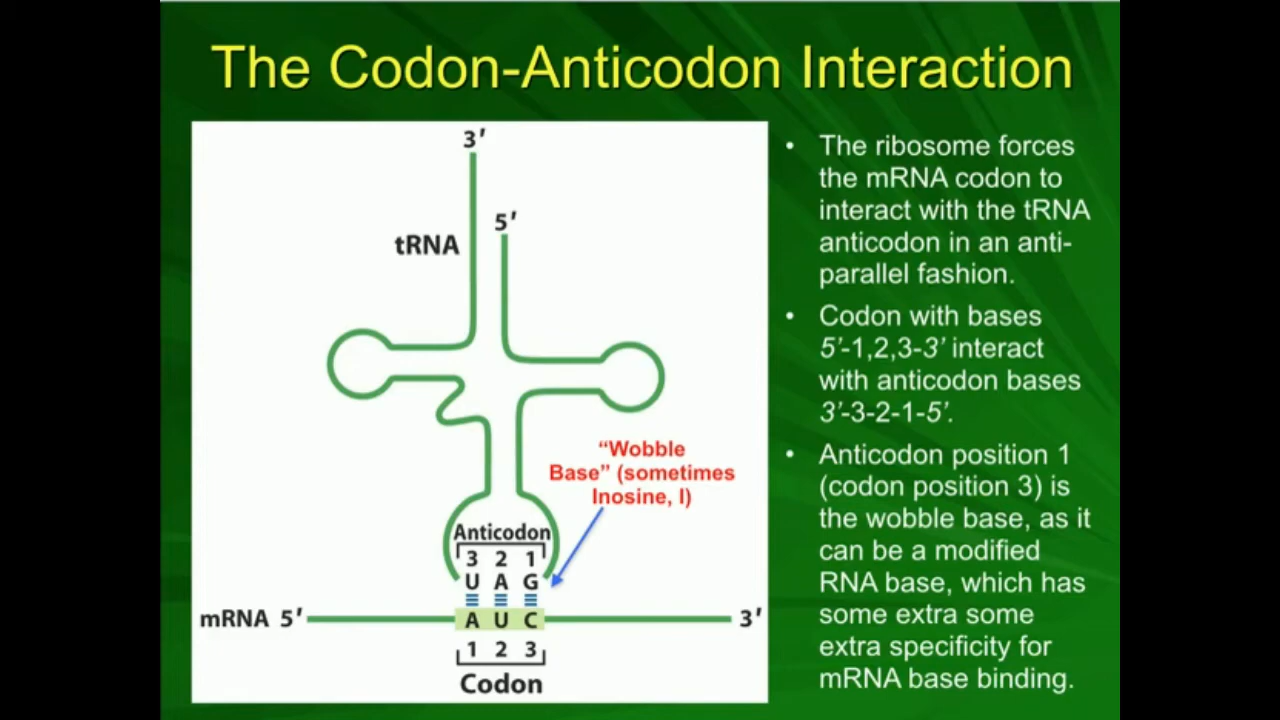 The Codon-Anticodon Interaction
3′
5′
tRNA
“Wobble
Base” (sometimes
Inosine, I)
Anticodon
3 2 1
U A G
mRNA 5′ 3′
A U C
1 2 3
Codon
• The ribosome forces
the mRNA codon to
interact with the tRNA
anticodon in an anti-
parallel fashion.
• Codon with bases
5’-1,2,3-3’ interact
with anticodon bases
3’-3-2-1-5’.
• Anticodon position 1
(codon position 3) is
the wobble base, as it
can be a modified
RNA base, which has
some extra some
extra specificity for
mRNA base binding.